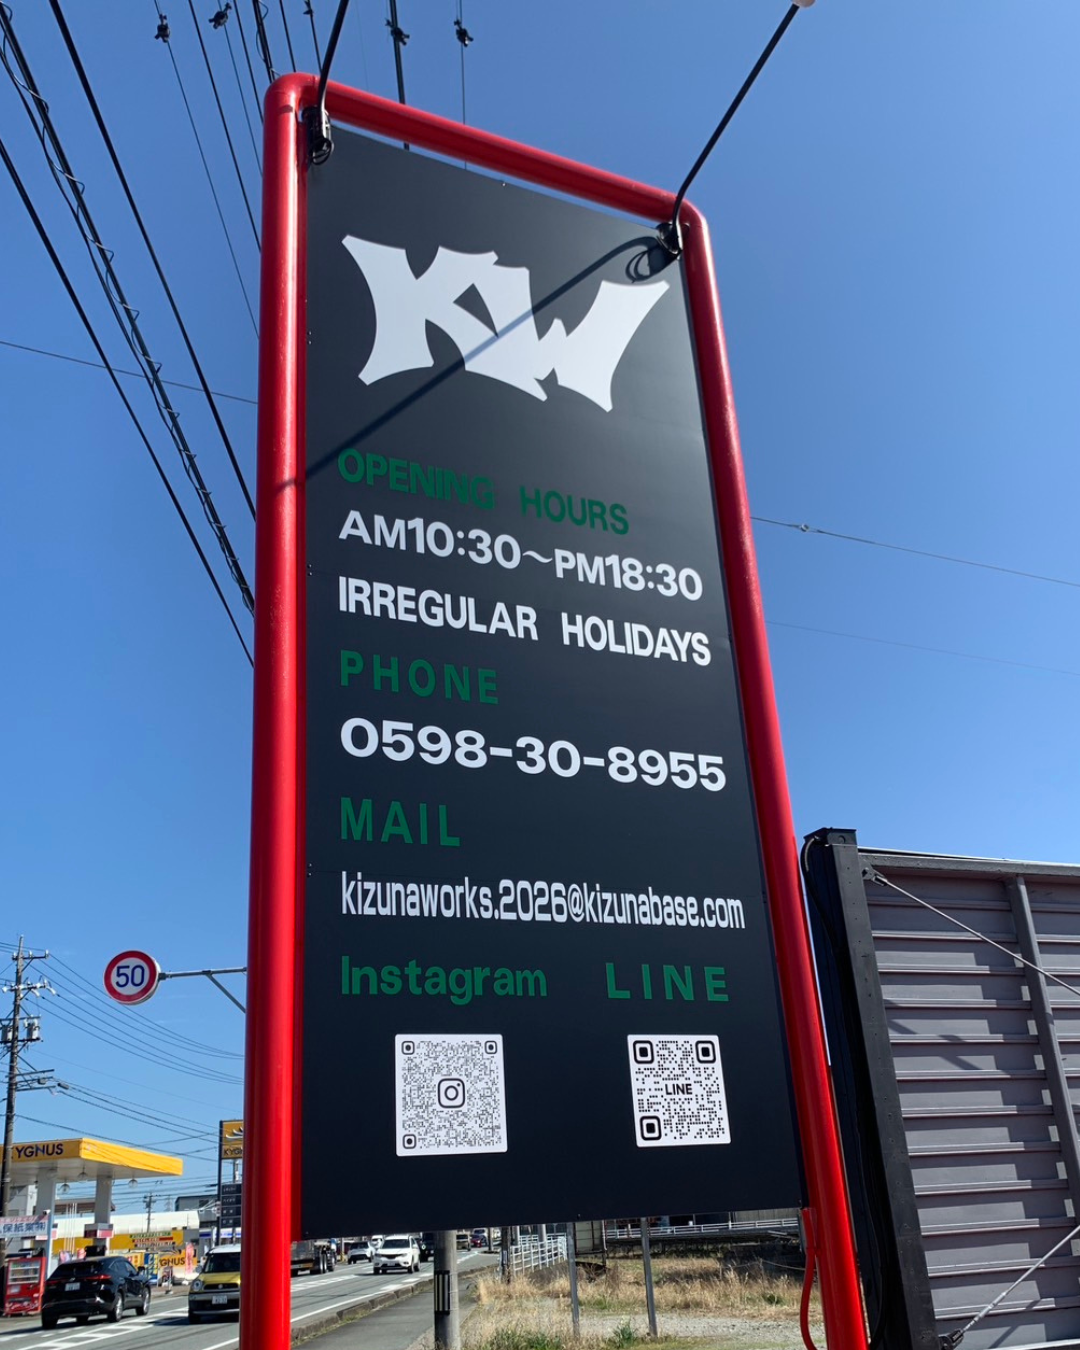 KW
OPENING HOURS
AM10:30～PM18:30
IRREGULAR HOLIDAYS
PHONE
0598-30-8955
MAIL
kizunaworks.2026@kizunabase.com
Instagram LINE
LINE
50
KYGNUS